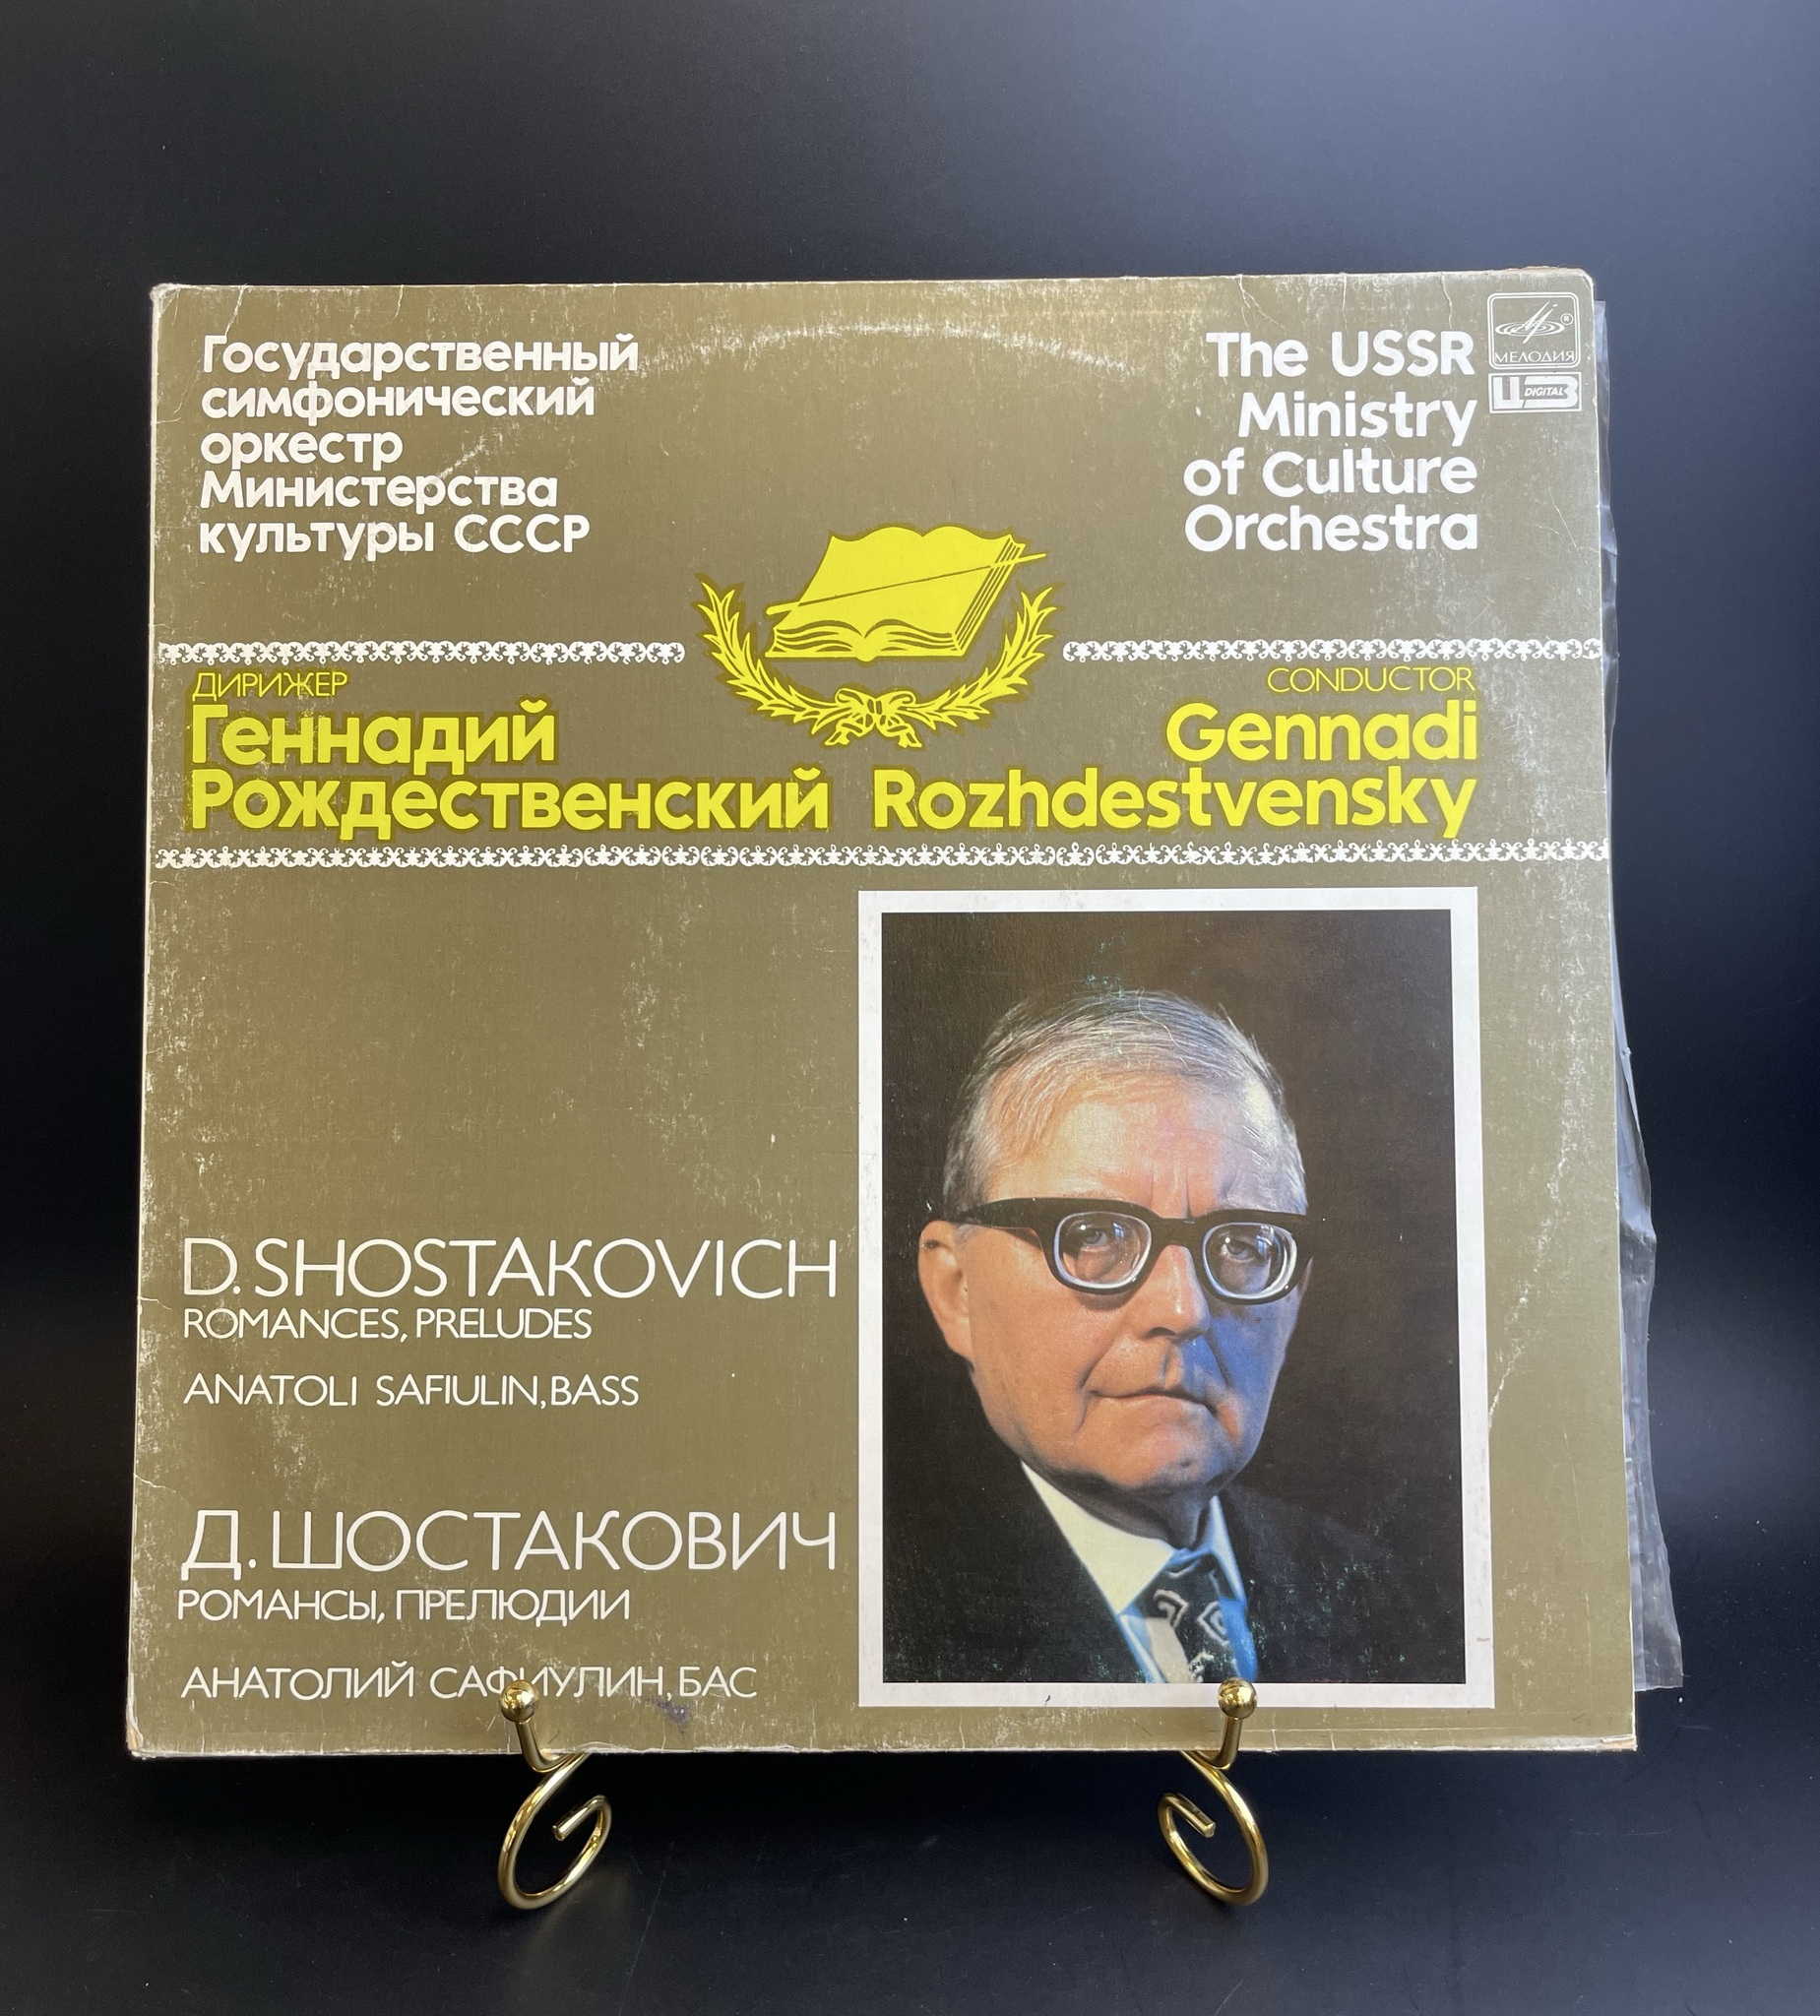 Государственный
симфонический
оркестр
Министерства
культуры СССР
The USSR
Ministry
of Culture
Orchestra
МЕЛОДИЯ
ЦЗ DIGITAL
ДИРИЖЕР
Геннадий
Рождественский
CONDUCTOR
Gennadi
Rozhdestvensky
D. SHOSTAKOVICH
ROMANCES, PRELUDES
ANATOLI SAFIULIN, BASS
Д. ШОСТАКОВИЧ
РОМАНСЫ, ПРЕЛЮДИИ
АНАТОЛИЙ САФИУЛИН, БАС